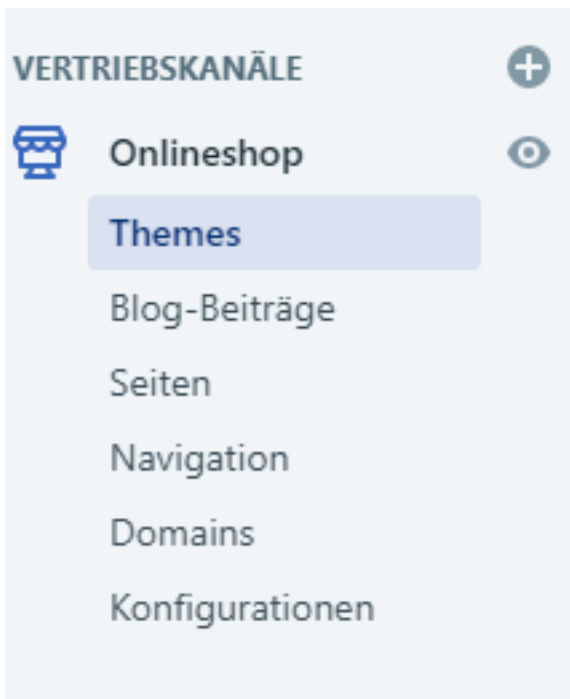 VERTRIEBSKANÄLE
Onlineshop
Themes
Blog-Beiträge
Seiten
Navigation
Domains
Konfigurationen